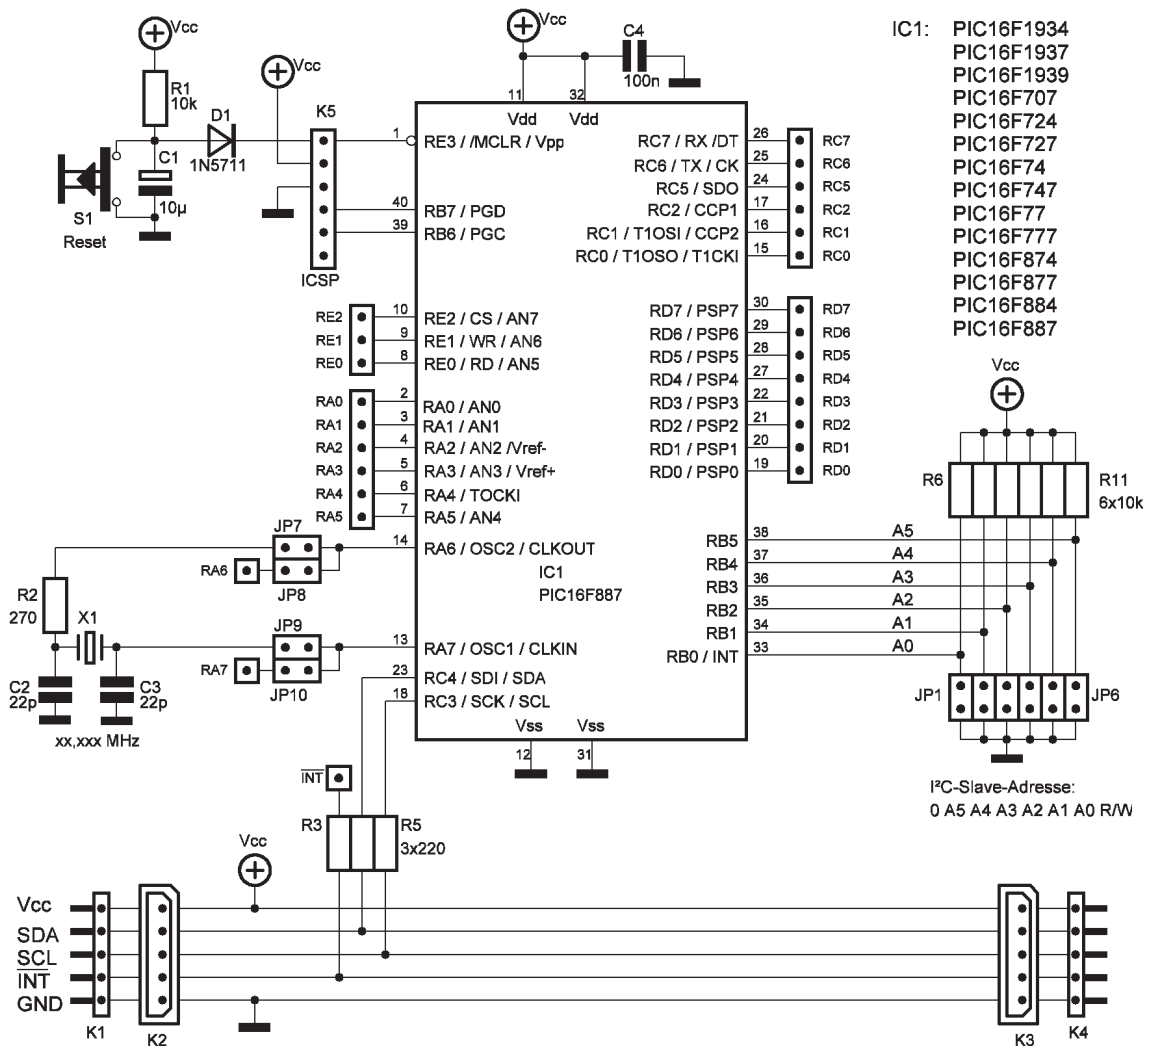 Vcc
Vcc
Vcc
R1
10k
D1
1N5711
C1
10µ
S1
Reset
K5
ICSP
C4
100n
11
32
Vdd
Vdd
IC1:
PIC16F1934
PIC16F1937
PIC16F1939
PIC16F707
PIC16F724
PIC16F727
PIC16F74
PIC16F747
PIC16F77
PIC16F777
PIC16F874
PIC16F877
PIC16F884
PIC16F887
1 RE3 / /MCLR / Vpp
40 RB7 / PGD
39 RB6 / PGC
RE2 10 RE2 / CS / AN7
RE1 9 RE1 / WR / AN6
RE0 8 RE0 / RD / AN5
RA0 2 RA0 / AN0
RA1 3 RA1 / AN1
RA2 4 RA2 / AN2 /Vref-
RA3 5 RA3 / AN3 / Vref+
RA4 6 RA4 / TOCKI
RA5 7 RA5 / AN4
JP7
14 RA6 / OSC2 / CLKOUT
RA6
JP8
IC1
PIC16F887
R2
270
X1
JP9
13 RA7 / OSC1 / CLKIN
RA7
JP10
23 RC4 / SDI / SDA
18 RC3 / SCK / SCL
C2
22p
C3
22p
xx,xxx MHz
Vss
Vss
12
31
RC7 / RX /DT 26 RC7
RC6 / TX / CK 25 RC6
RC5 / SDO 24 RC5
RC2 / CCP1 17 RC2
RC1 / T1OSI / CCP2 16 RC1
RC0 / T1OSO / T1CKI 15 RC0
RD7 / PSP7 30 RD7
RD6 / PSP6 29 RD6
RD5 / PSP5 28 RD5
RD4 / PSP4 27 RD4
RD3 / PSP3 22 RD3
RD2 / PSP2 21 RD2
RD1 / PSP1 20 RD1
RD0 / PSP0 19 RD0
RB5 38 A5
RB4 37 A4
RB3 36 A3
RB2 35 A2
RB1 34 A1
RB0 / INT 33 A0
Vcc
R6
R11
6x10k
JP1
JP6
I²C-Slave-Adresse:
0 A5 A4 A3 A2 A1 A0 R/W
INT
R3
R5
3x220
Vcc
Vcc
SDA
SCL
INT
GND
K1
K2
K3
K4